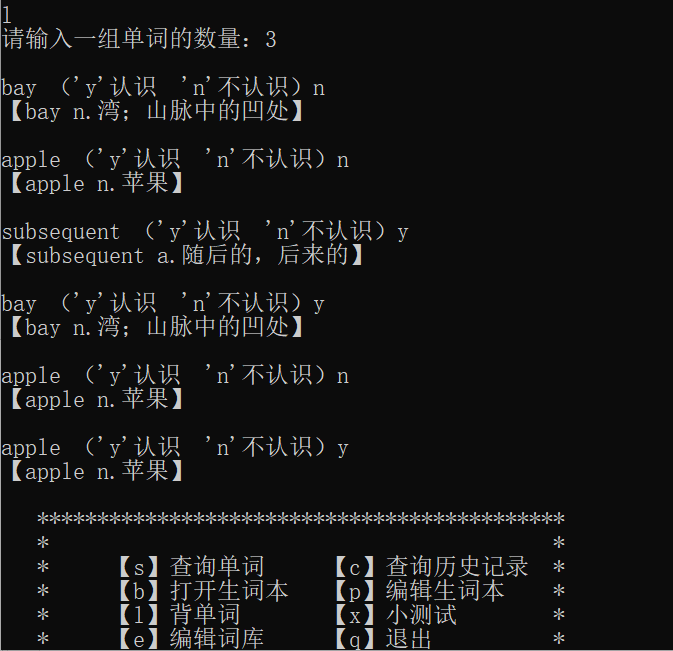 l
请输入一组单词的数量：3
bay （'y'认识  'n'不认识）n
【bay n.湾；山脉中的凹处】
apple （'y'认识  'n'不认识）n
【apple n.苹果】
subsequent （'y'认识  'n'不认识）y
【subsequent a.随后的，后来的】
bay （'y'认识  'n'不认识）y
【bay n.湾；山脉中的凹处】
apple （'y'认识  'n'不认识）n
【apple n.苹果】
apple （'y'认识  'n'不认识）y
【apple n.苹果】
********************************************
* *
* 【s】查询单词 【c】查询历史记录 *
* 【b】打开生词本 【p】编辑生词本 *
* 【l】背单词 【x】小测试 *
* 【e】编辑词库 【q】退出 *